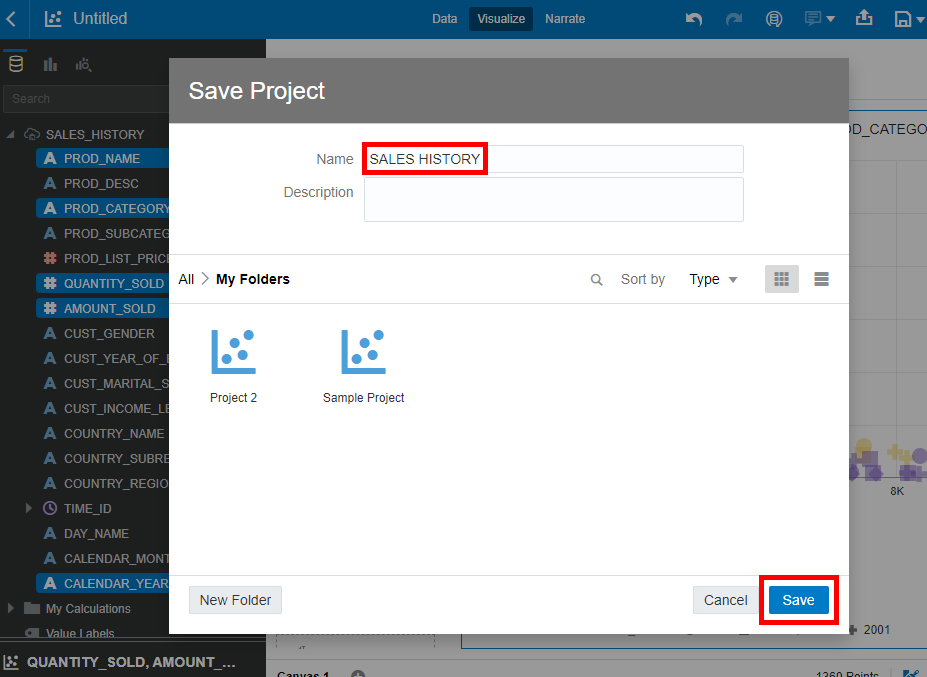 Untitled
Data
Visualize
Narrate
Search
SALES_HISTORY
PROD_NAME
PROD_DESC
PROD_CATEGORY
PROD_SUBCATEG
PROD_LIST_PRIC
QUANTITY_SOLD
AMOUNT_SOLD
CUST_GENDER
CUST_YEAR_OF_
CUST_MARITAL_S
CUST_INCOME_LE
COUNTRY_NAME
COUNTRY_SUBRE
COUNTRY_REGIO
TIME_ID
DAY_NAME
CALENDAR_MONT
CALENDAR_YEAR
My Calculations
Value Labels
QUANTITY_SOLD, AMOUNT_...
Save Project
Name SALES HISTORY
Description
All > My Folders
Sort by Type
Project 2
Sample Project
New Folder
Cancel
Save
OD_CATEGO
8K
2001
Canvas 1
1360 Points